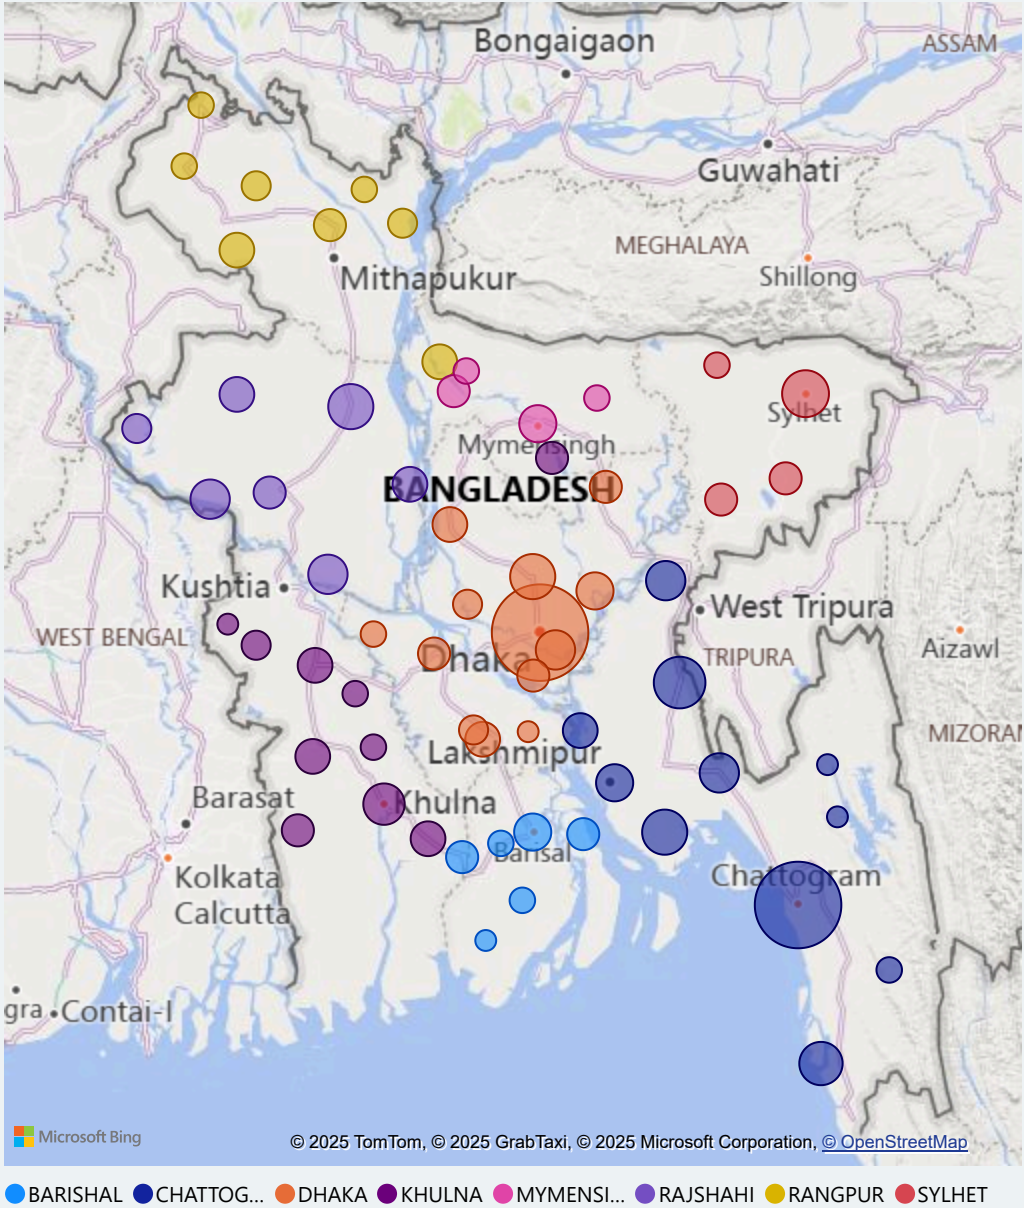 Bongaigaon
ASSAM
Guwahati
MEGHALAYA
Shillong
Mithapukur
Sylhet
Mymensingh
BANGLADESH
Kushtia
West Tripura
WEST BENGAL
Aizawl
Dhaka
TRIPURA
MIZORAM
Lakshmipur
Barasat
Khulna
Barisal
Kolkata
Calcutta
Chattogram
gra
Contai-I
Microsoft Bing
© 2025 TomTom, © 2025 GrabTaxi, © 2025 Microsoft Corporation, © OpenStreetMap
BARISHAL CHATTOG... DHAKA KHULNA MYMENSI... RAJSHAHI RANGPUR SYLHET